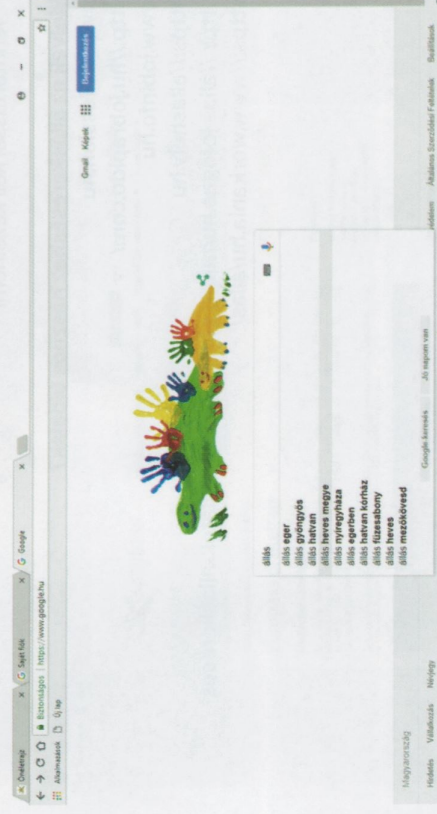 Önéletrajz
Saját fiók
Google
Biztonságos | https://www.google.hu
Alkalmazások
Új lap
Gmail
Képek
Bejelentkezés
állás
állás eger
állás gyöngyös
állás hatvan
állás heves megye
állás nyíregyháza
állás egerben
állás hatvan kórház
állás füzesabony
állás heves
állás mezőkövesd
Google-keresés
Jó napom van
Magyarország
Hirdetés
Vállalkozás
Névjegy
Általános Szerződési Feltételek
Beállítások